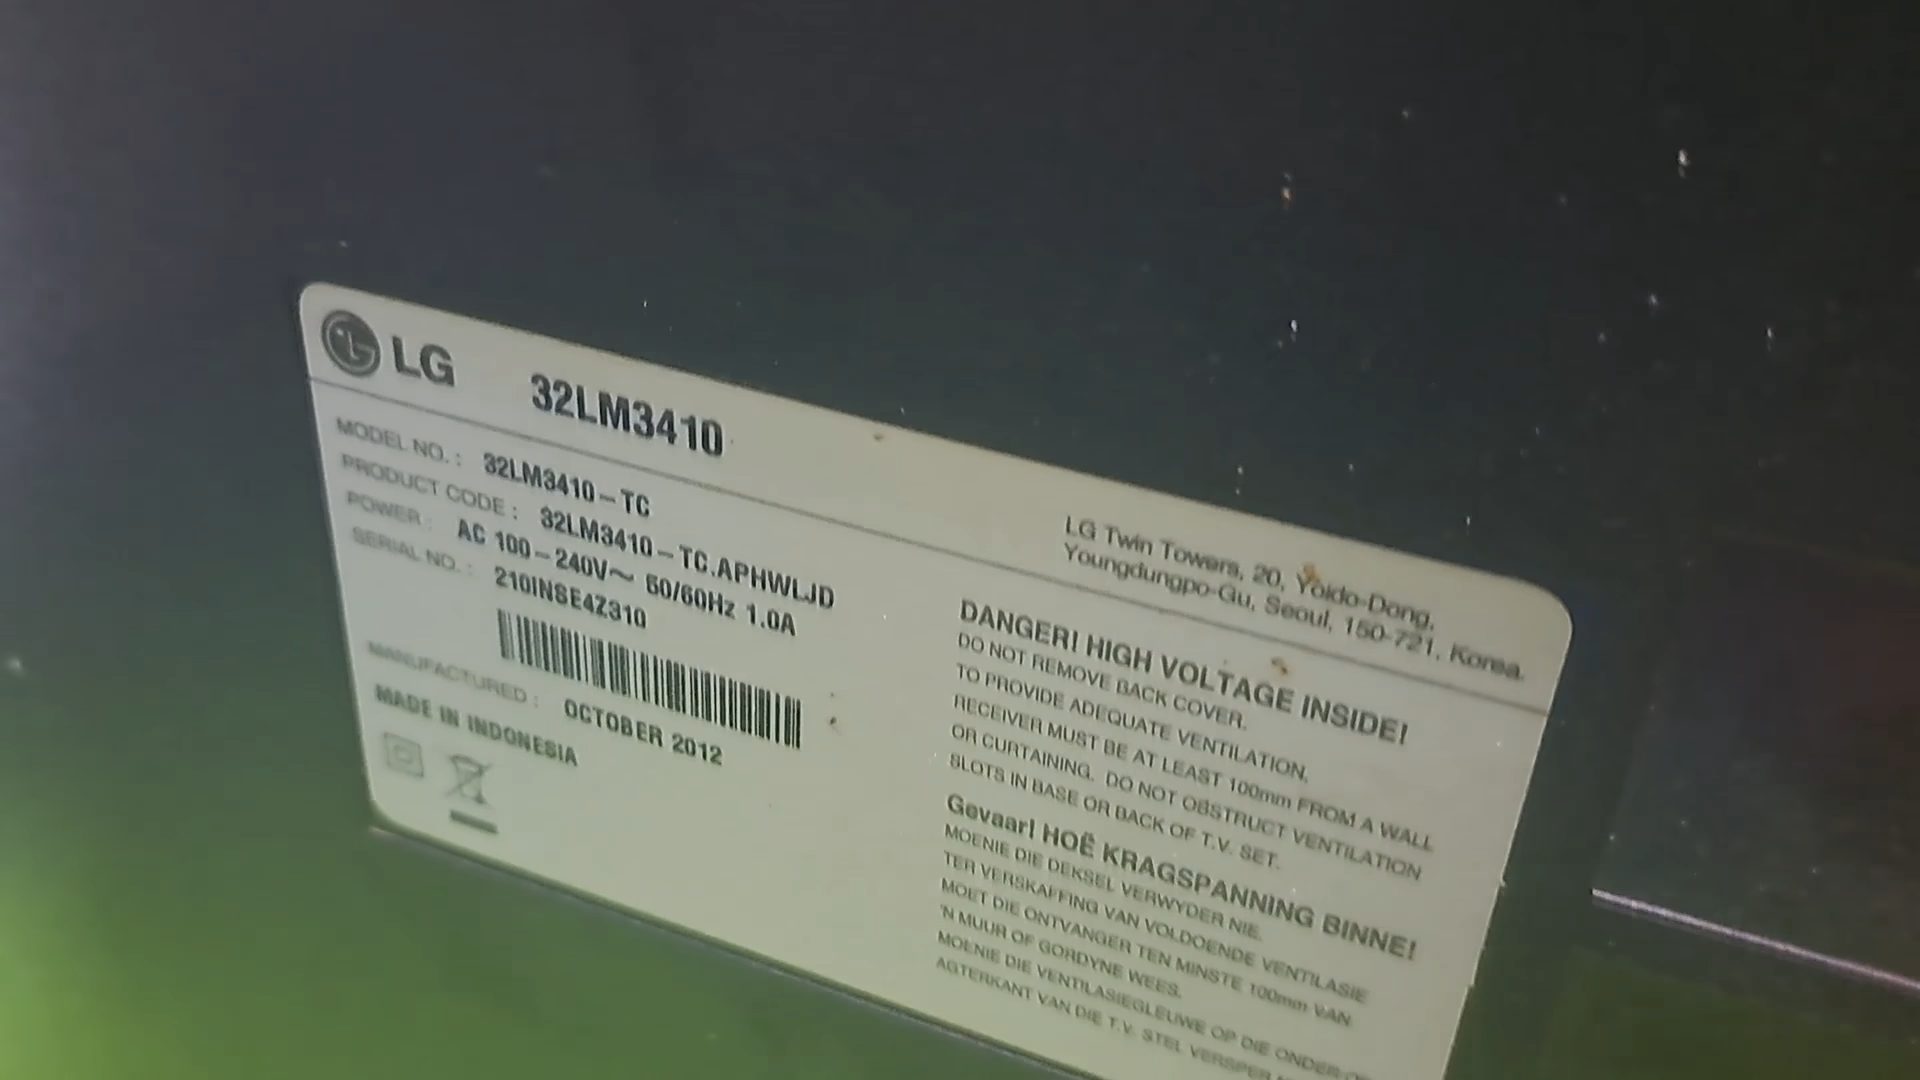 LG 32LM3410
MODEL NO. : 32LM3410-TC
PRODUCT CODE : 32LM3410-TC.APHWLJD
POWER : AC 100-240V~ 50/60Hz 1.0A
SERIAL NO. : 210INSE4Z310
MANUFACTURED : OCTOBER 2012
MADE IN INDONESIA
LG Twin Towers, 20, Yoido-Dong,
Youngdungpo-Gu, Seoul, 150-721, Korea.
DANGER! HIGH VOLTAGE INSIDE!
DO NOT REMOVE BACK COVER.
TO PROVIDE ADEQUATE VENTILATION,
RECEIVER MUST BE AT LEAST 100mm FROM A WALL
OR CURTAINING. DO NOT OBSTRUCT VENTILATION
SLOTS IN BASE OR BACK OF T.V. SET.
Gevaar! HOÊ KRAGSPANNING BINNE!
MOENIE DIE DEKSEL VERWYDER NIE.
TER VERSKAFFING VAN VOLDOENDE VENTILASIE
MOET DIE ONTVANGER TEN MINSTE 100mm VAN
'N MUUR OF GORDYNE WEES.
MOENIE DIE VENTILASIEGLEUWE OP DIE
AGTERKANT VAN DIE T.V. STEL